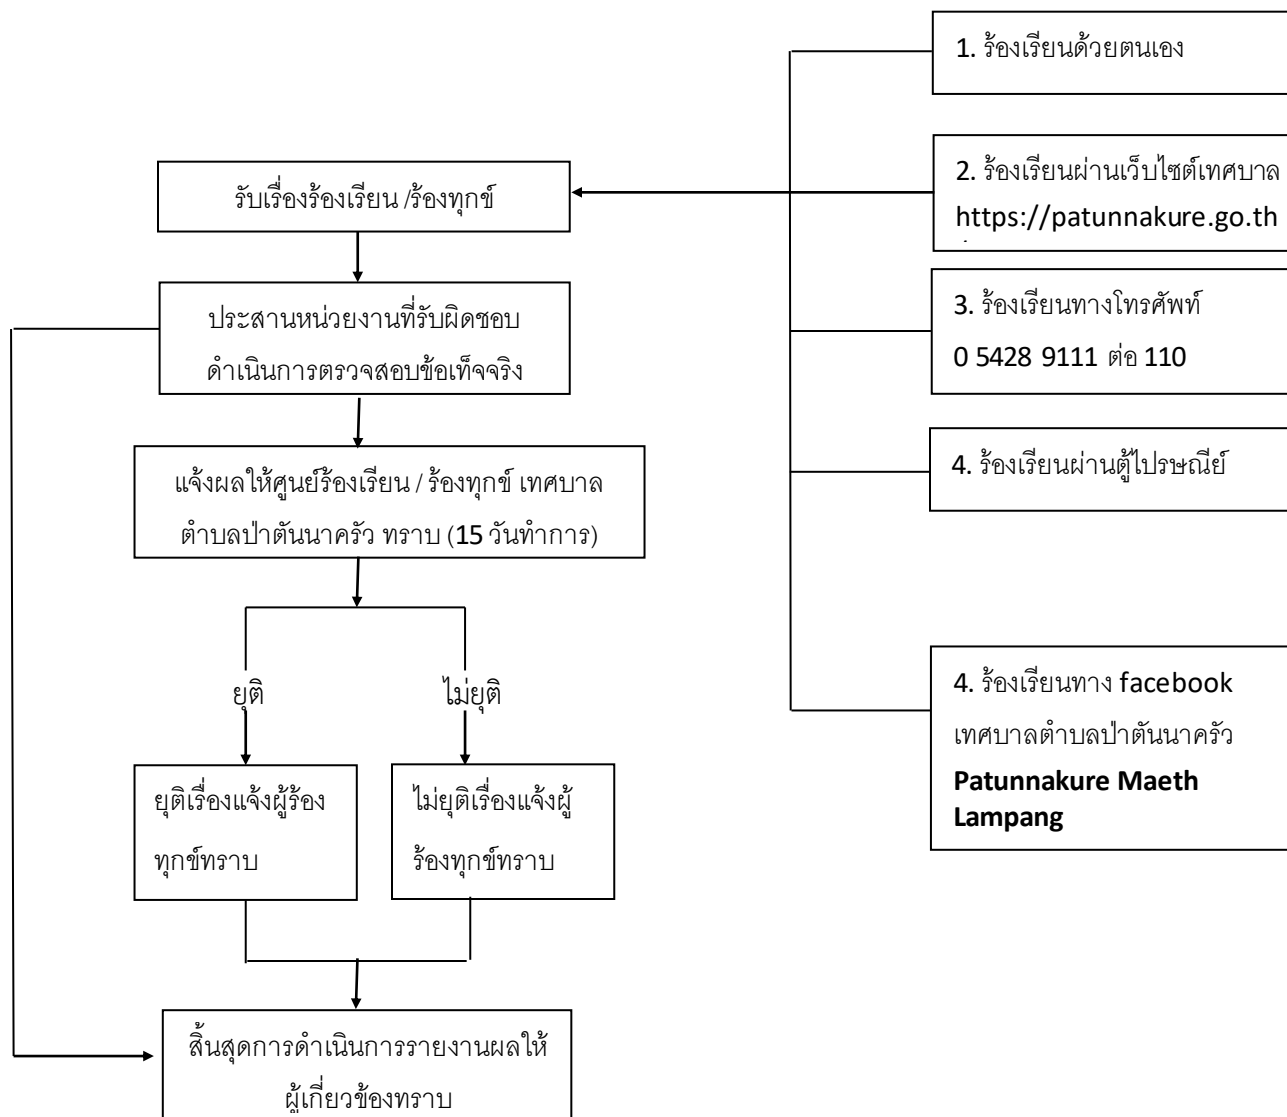 1. ร้องเรียนด้วยตนเอง
2. ร้องเรียนผ่านเว็บไซต์เทศบาล
https://patunnakure.go.th
รับเรื่องร้องเรียน /ร้องทุกข์
3. ร้องเรียนทางโทรศัพท์
0 5428 9111 ต่อ 110
ประสานหน่วยงานที่รับผิดชอบ
ดำเนินการตรวจสอบข้อเท็จจริง
4. ร้องเรียนผ่านตู้ไปรษณีย์
แจ้งผลให้ศูนย์ร้องเรียน / ร้องทุกข์ เทศบาล
ตำบลป่าตันนาครัว ทราบ (15 วันทำการ)
4. ร้องเรียนทาง facebook
เทศบาลตำบลป่าตันนาครัว
Patunnakure Maeth
Lampang
ยุติ
ไม่ยุติ
ยุติเรื่องแจ้งผู้ร้อง
ทุกข์ทราบ
ไม่ยุติเรื่องแจ้งผู้
ร้องทุกข์ทราบ
สิ้นสุดการดำเนินการรายงานผลให้
ผู้เกี่ยวข้องทราบ